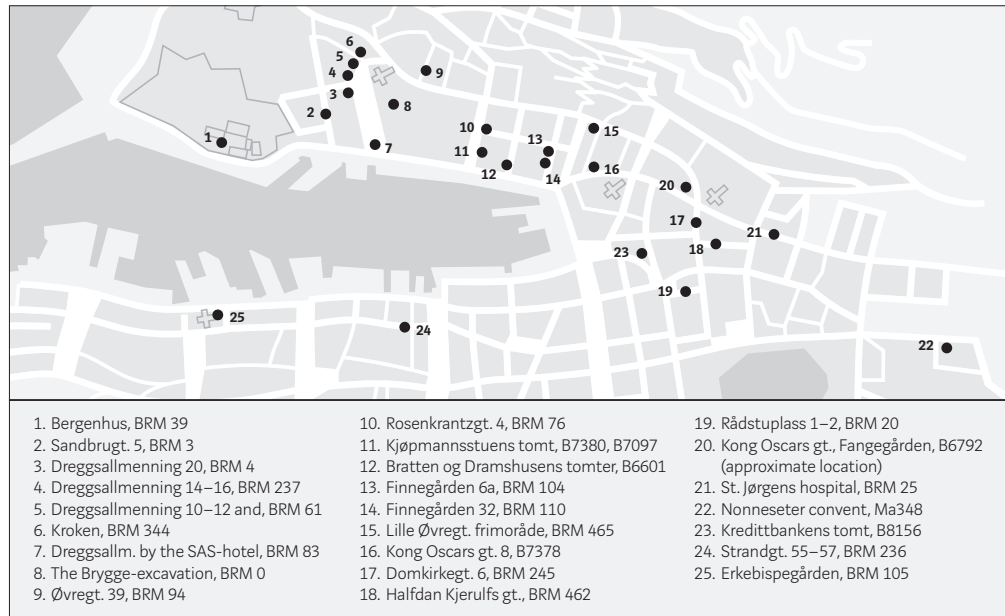 6
5
4
3
2
1
9
8
7
10
11
12
13
14
15
16
20
17
18
21
23
19
25
24
22
1. Bergenhus, BRM 39
2. Sandbrugt. 5, BRM 3
3. Dreggsallmenning 20, BRM 4
4. Dreggsallmenning 14–16, BRM 237
5. Dreggsallmenning 10–12 and, BRM 61
6. Kroken, BRM 344
7. Dreggsallm. by the SAS-hotel, BRM 83
8. The Brygge-excavation, BRM 0
9. Øvregt. 39, BRM 94
10. Rosenkrantzgt. 4, BRM 76
11. Kjøpmannsstuens tomt, B7380, B7097
12. Bratten og Dramshusens tomter, B6601
13. Finnegården 6a, BRM 104
14. Finnegården 32, BRM 110
15. Lille Øvregt. frimoråde, BRM 465
16. Kong Oscars gt. 8, B7378
17. Domkirkegt. 6, BRM 245
18. Halfdan Kjerulfs gt., BRM 462
19. Rådstuplass 1–2, BRM 20
20. Kong Oscars gt., Fangegården, B6792
(approximate location)
21. St. Jørgens hospital, BRM 25
22. Nonneseter convent, Ma348
23. Kredittbankens tomt, B8156
24. Strandgt. 55–57, BRM 236
25. Erkebispegården, BRM 105